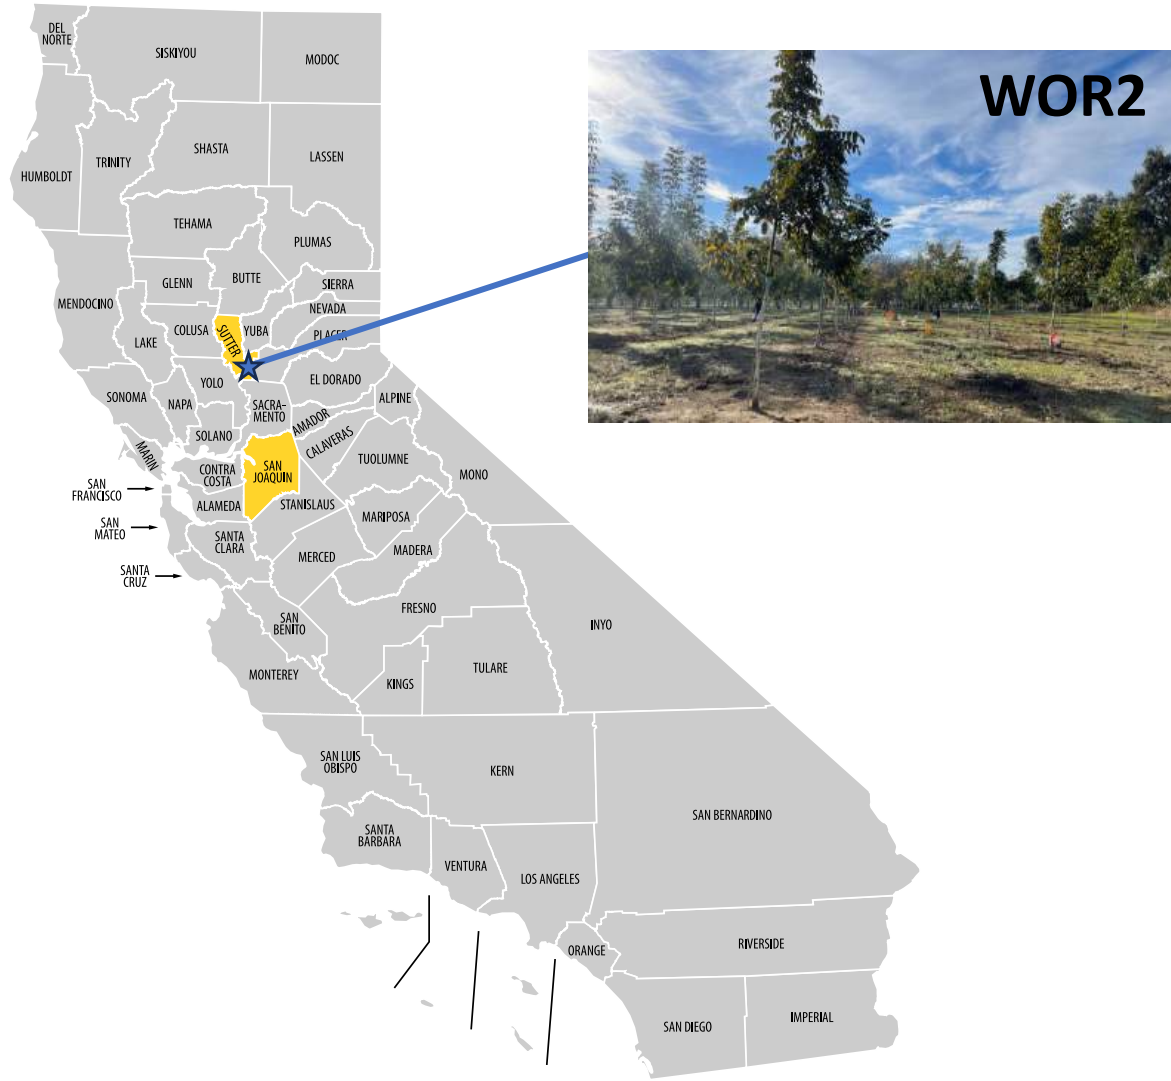 DEL
NORTE
SISKIYOU
MODOC
WOR2
HUMBOLDT
TRINITY
SHASTA
LASSEN
TEHAMA
PLUMAS
GLENN
BUTTE
SIERRA
MENDOCINO
NEVADA
COLUSA
SUTTER
YUBA
PLACER
LAKE
YOLO
EL DORADO
SONOMA
NAPA
SACRA-
MENTO
ALPINE
AMADOR
SOLANO
MARIN
CALAVERAS
CONTRA
COSTA
SAN
JOAQUIN
TUOLUMNE
MONO
SAN
FRANCISCO
ALAMEDA
STANISLAUS
SAN
MATEO
MARIPOSA
SANTA
CLARA
MERCED
MADERA
SANTA
CRUZ
FRESNO
SAN
BENITO
INYO
MONTEREY
KINGS
TULARE
SAN LUIS
OBISPO
KERN
SAN BERNARDINO
SANTA
BARBARA
VENTURA
LOS ANGELES
ORANGE
RIVERSIDE
SAN DIEGO
IMPERIAL